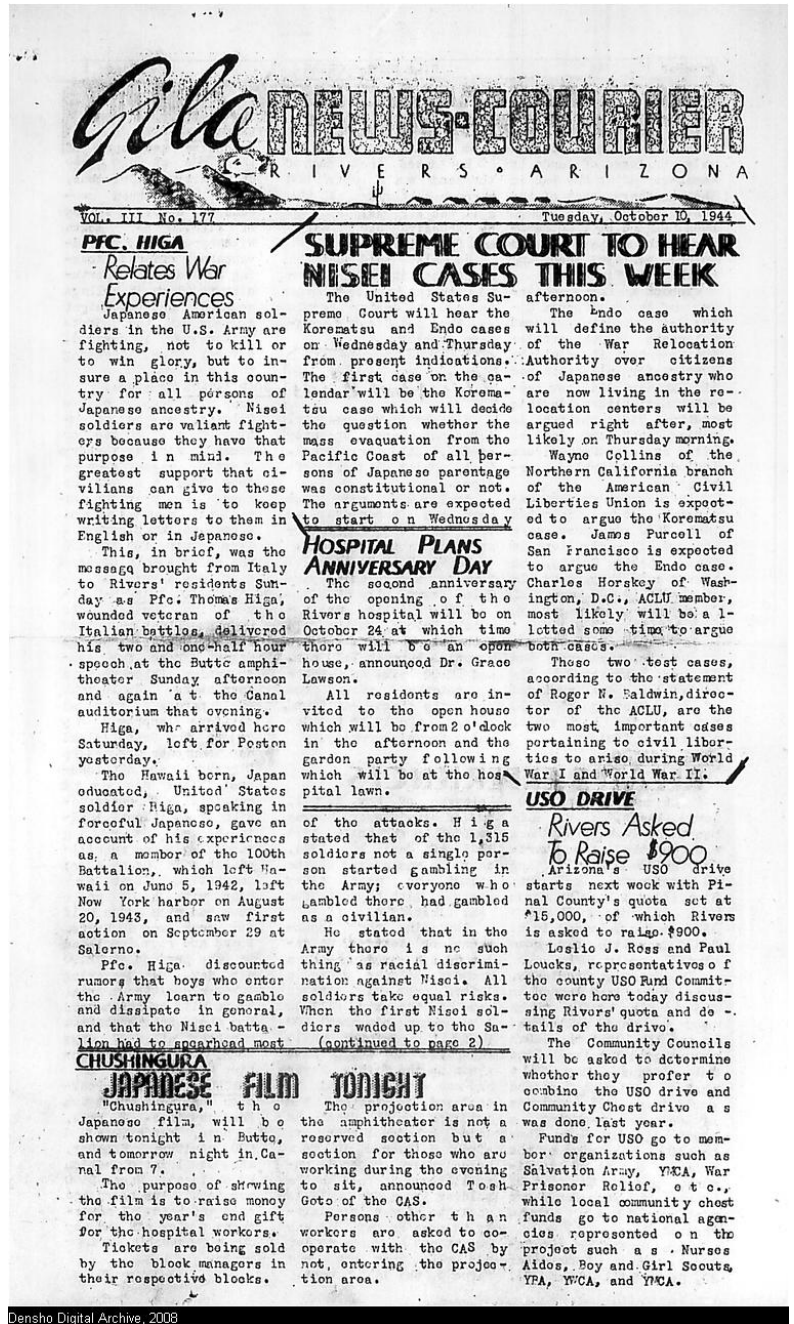 Gila NEWS-COURIER
RIVERS • ARIZONA
VOL. III No. 177
Tuesday, October 10, 1944
PFC. HIGA
Relates War
Experiences
Japanese American sol-
diers in the U.S. Army are
fighting, not to kill or
to win glory, but to in-
sure a place in this coun-
try for all persons of
Japanese ancestry. Nisei
soldiers are valiant fight-
ers because they have that
purpose in mind. The
greatest support that ci-
vilians can give to these
fighting men is to keep
writing letters to them in
English or in Japanese.
This, in brief, was the
message brought from Italy
to Rivers' residents Sun-
day as Pfc. Thomas Higa,
wounded veteran of the
Italian battles, delivered
his two and one-half hour
speech at the Butte amphi-
theater Sunday afternoon
and again at the Canal
auditorium that evening.
Higa, who arrived here
Saturday, left for Poston
yesterday.
The Hawaii born, Japan
educated, United States
soldier Higa, speaking in
forceful Japanese, gave an
account of his experiences
as a member of the 100th
Battalion, which left Ha-
waii on June 5, 1942, left
New York harbor on August
20, 1943, and saw first
action on September 29 at
Salerno.
Pfc. Higa discounted
rumors that boys who enter
the Army learn to gamble
and dissipate in general,
and that the Nisei batta-
lion had to spearhead most
of the attacks. Higa
stated that of the 1,315
soldiers not a single per-
son started gambling in
the Army; everyone who
gambled there had gambled
as a civilian.
He stated that in the
Army there is no such
thing as racial discrimi-
nation against Nisei. All
soldiers take equal risks.
When the first Nisei sol-
diers waded up to the Sa-
(continued to page 2)
SUPREME COURT TO HEAR
NISEI CASES THIS WEEK
The United States Su-
preme Court will hear the
Korematsu and Endo cases
on Wednesday and Thursday
from present indications.
The first case on the ca-
lendar will be the Korema-
tsu case which will decide
the question whether the
mass evaquation from the
Pacific Coast of all per-
sons of Japanese parentage
was constitutional or not.
The arguments are expected
to start on Wednesday
afternoon.
The Endo case which
will define the authority
of the War Relocation
Authority over citizens
of Japanese ancestry who
are now living in the re-
location centers will be
argued right after, most
likely on Thursday morning.
Wayne Collins of the
Northern California branch
of the American Civil
Liberties Union is expect-
ed to argue the Korematsu
case. James Purcell of
San Francisco is expected
to argue the Endo case.
Charles Horskey of Wash-
ington, D.C., ACLU member,
most likely will be al-
lotted some time to argue
both cases.
These two test cases,
according to the statement
of Roger N. Baldwin, direc-
tor of the ACLU, are the
two most important cases
pertaining to civil liber-
ties to arise during World
War I and World War II.
HOSPITAL PLANS
ANNIVERSARY DAY
The second anniversary
of the opening of the
Rivers hospital will be on
October 24 at which time
there will be an open
house, announced Dr. Grace
Lawson.
All residents are in-
vited to the open house
which will be from 2 o'clock
in the afternoon and the
garden party following
which will be at the hos-
pital lawn.
USO DRIVE
Rivers Asked
To Raise $900
Arizona's USO drive
starts next week with Pi-
nal County's quota set at
$15,000, of which Rivers
is asked to raise $900.
Leslie J. Ross and Paul
Loucks, representatives of
the county USO Fund Commit-
tee were here today discus-
sing Rivers' quota and de-
tails of the drive.
The Community Councils
will be asked to determine
whether they prefer to
combine the USO drive and
Community Chest drive as
was done last year.
Funds for USO go to mem-
ber organizations such as
Salvation Army, YMCA, War
Prisoner Relief, etc.,
while local community chest
funds go to national agen-
cies represented on the
project such as Nurses
Aides, Boy and Girl Scouts,
YPA, YWCA, and YMCA.
CHUSHINGURA
JAPANESE FILM TONIGHT
"Chushingura," the
Japanese film, will be
shown tonight in Butte,
and tomorrow night in Ca-
nal from 7.
The purpose of showing
the film is to raise money
for the year's end gift
for the hospital workers.
Tickets are being sold
by the block managers in
their respective blocks.
The projection area in
the amphitheater is not a
reserved section but a
section for those who are
working during the evening
to sit, announced Tosh
Goto of the CAS.
Persons other than
workers are asked to co-
operate with the CAS by
not entering the projec-
tion area.
Densho Digital Archive, 2008